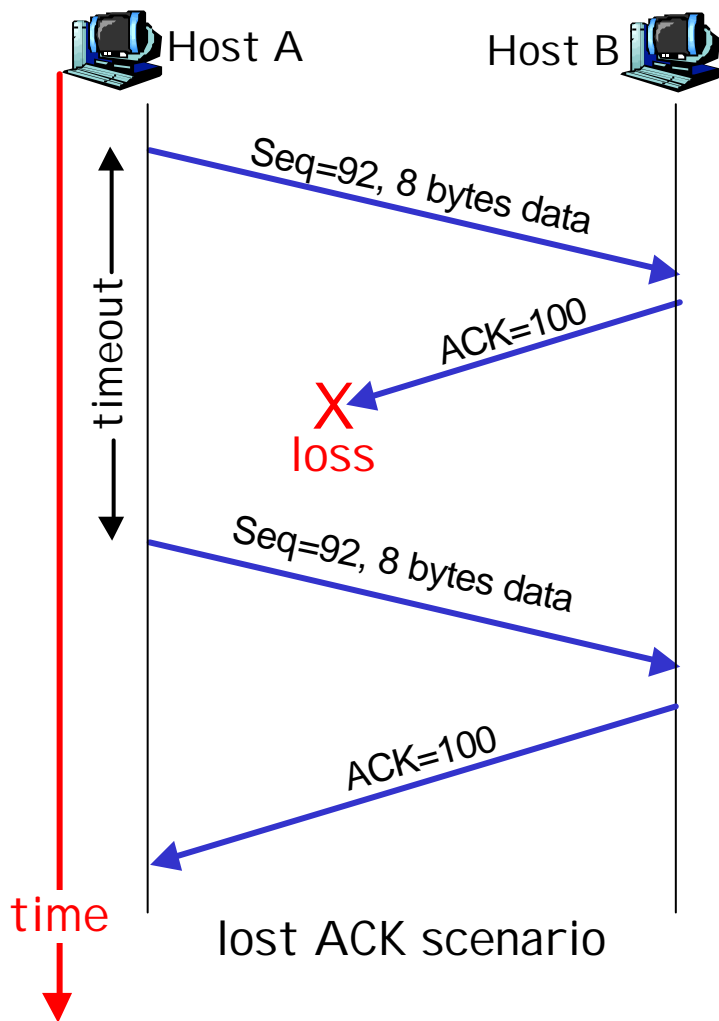 Host A
Host B
Seq=92, 8 bytes data
timeout
ACK=100
X
loss
Seq=92, 8 bytes data
ACK=100
time
lost ACK scenario